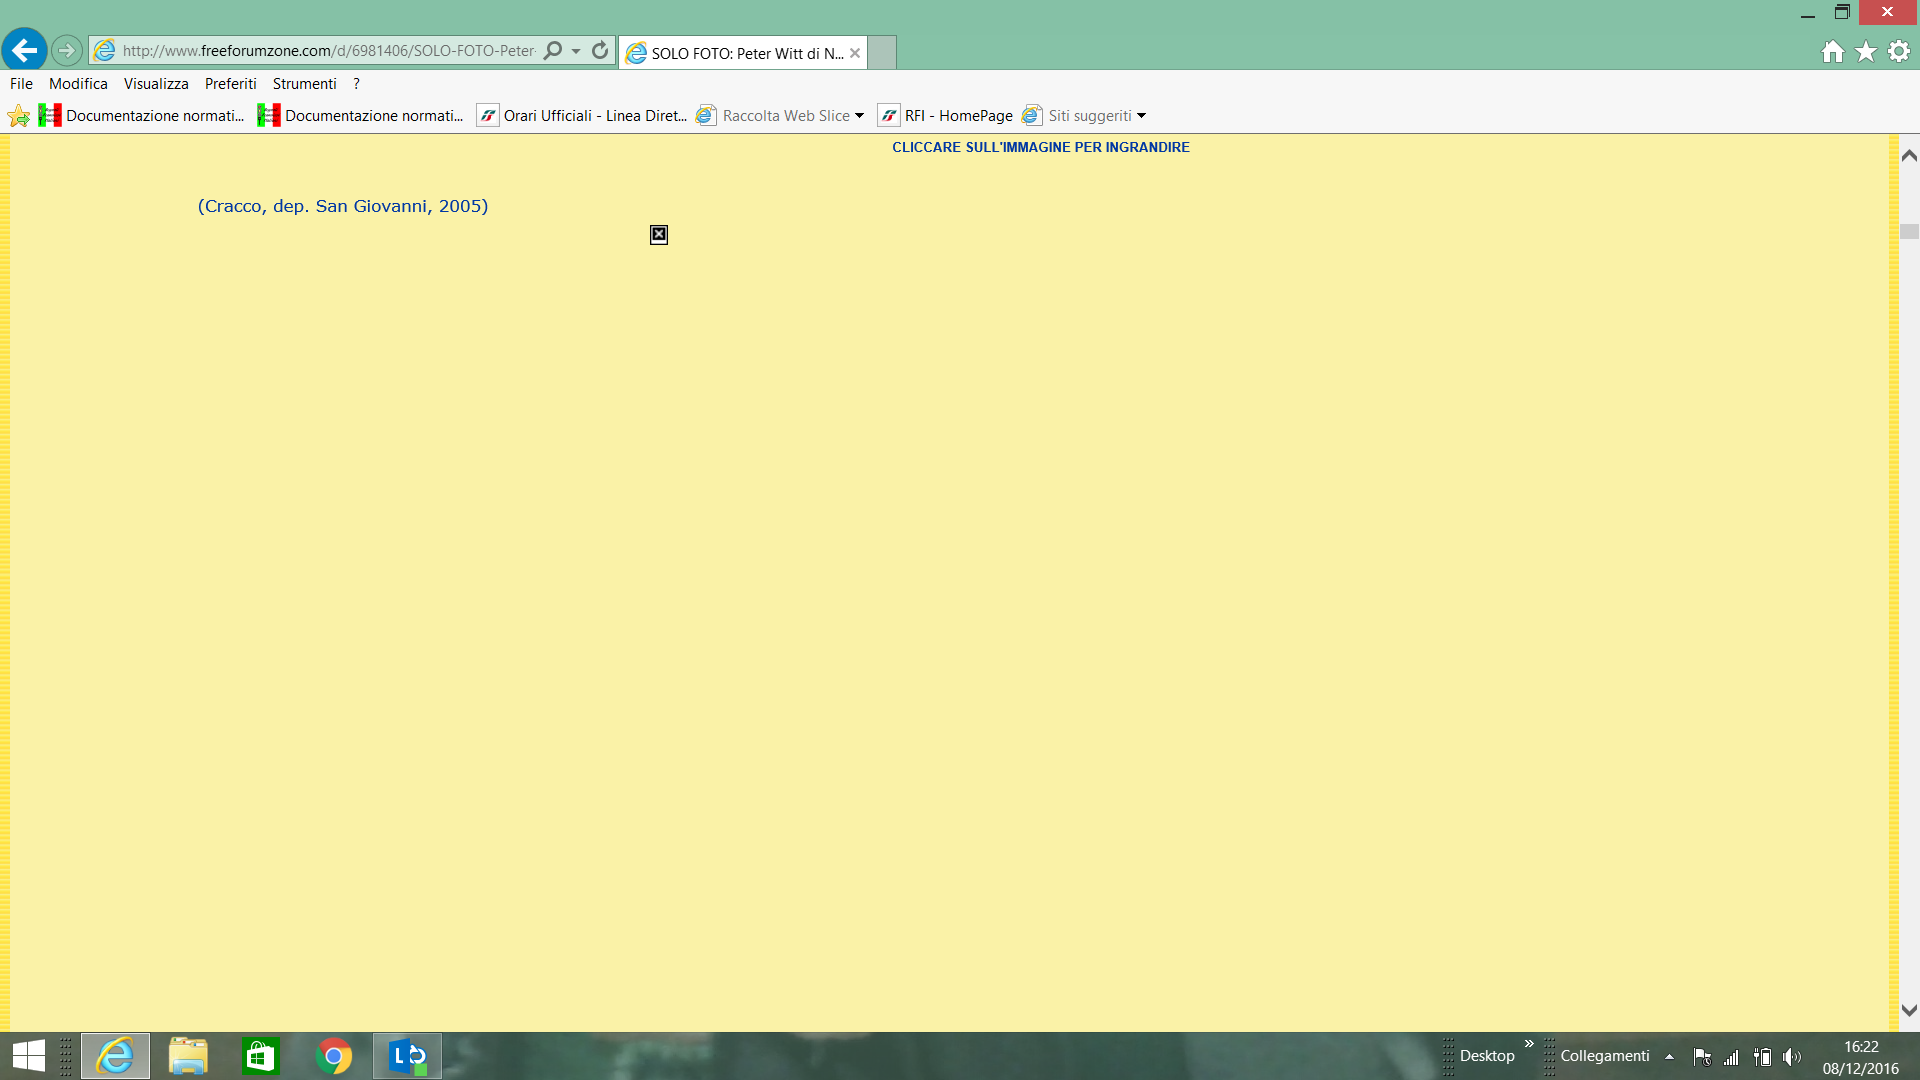 http://www.freeforumzone.com/d/6981406/SOLO-FOTO-Peter-
SOLO FOTO: Peter Witt di N...
File Modifica Visualizza Preferiti Strumenti ?
Documentazione normati... Documentazione normati... Orari Ufficiali - Linea Diret... Raccolta Web Slice RFI - HomePage Siti suggeriti
CLICCARE SULL'IMMAGINE PER INGRANDIRE
(Cracco, dep. San Giovanni, 2005)
Desktop » Collegamenti 16:22
08/12/2016